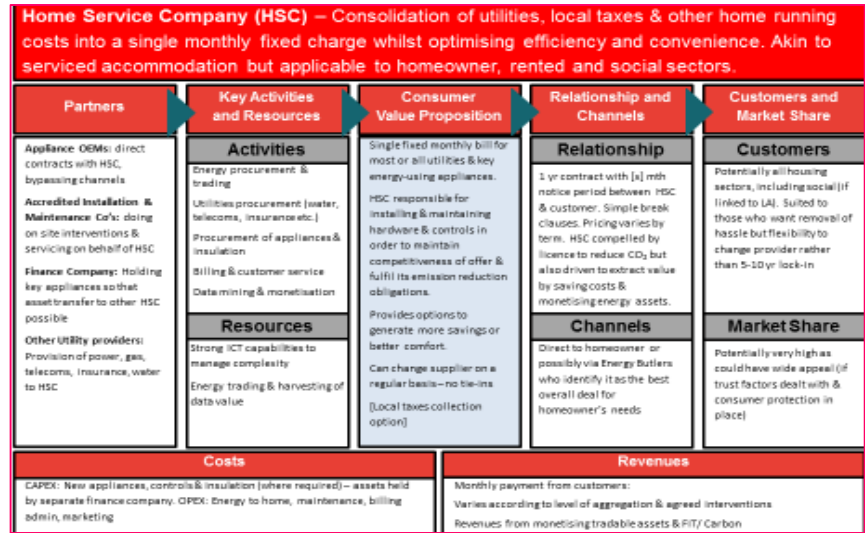 Home Service Company (HSC) – Consolidation of utilities, local taxes & other home running
costs into a single monthly fixed charge whilst optimising efficiency and convenience. Akin to
serviced accommodation but applicable to homeowner, rented and social sectors.
Partners
Appliance OEMs: direct
contracts with HSC,
bypassing channels
Accredited Installation &
Maintenance Co's: doing
on site interventions &
servicing on behalf of HSC
Finance Company: Holding
key appliances so that
asset transfer to other HSC
possible
Other Utility providers:
Provision of power, gas,
telecoms, insurance, water
to HSC
Key Activities
and Resources
Activities
Energy procurement &
trading
Utilities procurement (water,
telecoms, insurance etc.)
Procurement of appliances &
insulation
Billing & customer service
Data mining & monetisation
Resources
Strong ICT capabilities to
manage complexity
Energy trading & harvesting of
data value
Consumer
Value Proposition
Single fixed monthly bill for
most or all utilities & key
energy-using appliances.
HSC responsible for
installing & maintaining
hardware & controls in
order to maintain
competitiveness of offer &
fulfil its emission reduction
obligations.
Provides options to
generate more savings or
better comfort.
Can change supplier on a
regular basis – no tie-ins
[Local taxes collection
option]
Relationship and
Channels
Relationship
1 yr contract with [x] mth
notice period between HSC
& customer. Simple break
clauses. Pricing varies by
term. HSC compelled by
licence to reduce CO₂ but
also driven to extract value
by saving costs &
monetising energy assets.
Channels
Direct to homeowner or
possibly via Energy Butlers
who identify it as the best
overall deal for
homeowner's needs
Customers and
Market Share
Customers
Potentially all housing
sectors, including social (if
linked to LA). Suited to
those who want removal of
hassle but flexibility to
change provider rather
than 5-10 yr lock-in
Market Share
Potentially very high as
could have wide appeal (if
trust factors dealt with &
consumer protection in
place)
Costs
CAPEX: New appliances, controls & insulation (where required) – assets held
by separate finance company. OPEX: Energy to home, maintenance, billing
admin, marketing
Revenues
Monthly payment from customers:
Varies according to level of aggregation & agreed interventions
Revenues from monetising tradable assets & FIT/ Carbon